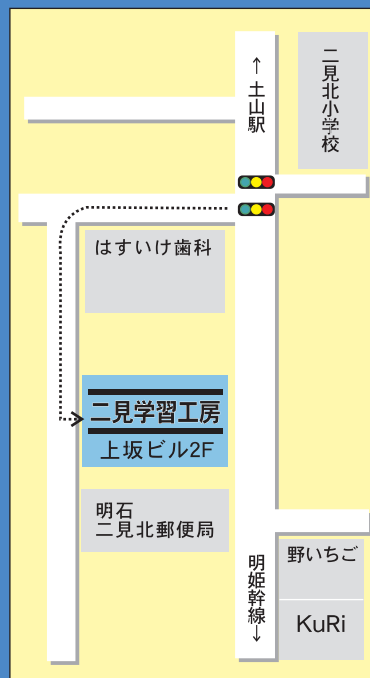 ←土山駅
二見北小学校
はすいけ歯科
二見学習工房
上坂ビル2F
明石
二見北郵便局
野いちご
明姫幹線→
KuRi